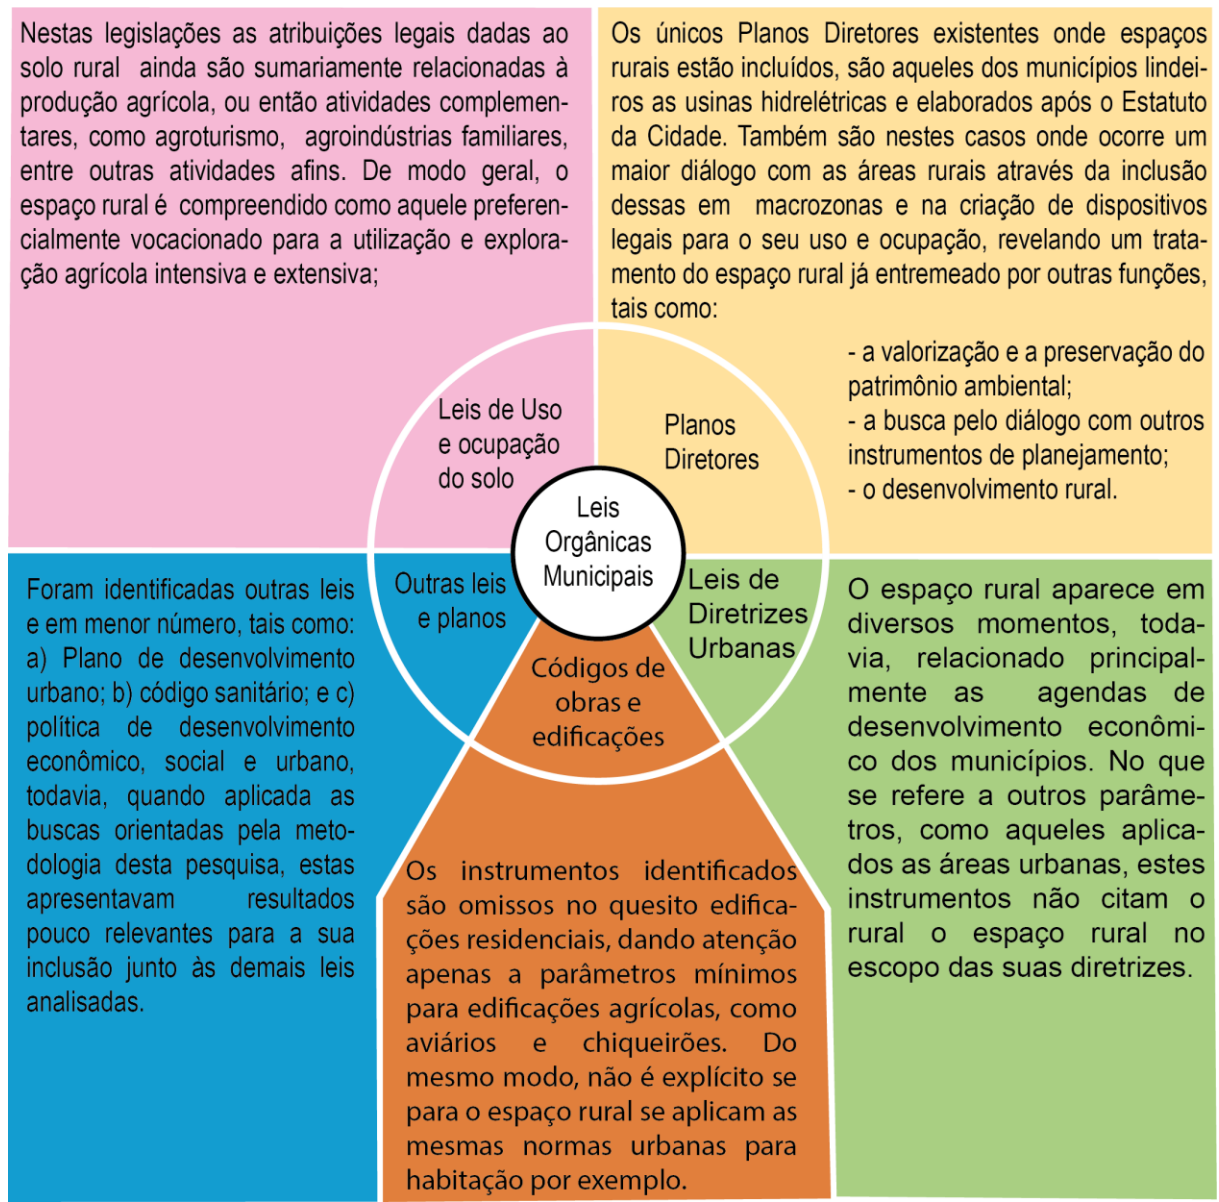 Nestas legislações as atribuições legais dadas ao
solo rural ainda são sumariamente relacionadas à
produção agrícola, ou então atividades complemen-
tares, como agroturismo, agroindústrias familiares,
entre outras atividades afins. De modo geral, o
espaço rural é compreendido como aquele preferen-
cialmente vocacionado para a utilização e explora-
ção agrícola intensiva e extensiva;
Os únicos Planos Diretores existentes onde espaços
rurais estão incluídos, são aqueles dos municípios lindei-
ros as usinas hidrelétricas e elaborados após o Estatuto
da Cidade. Também são nestes casos onde ocorre um
maior diálogo com as áreas rurais através da inclusão
dessas em macrozonas e na criação de dispositivos
legais para o seu uso e ocupação, revelando um trata-
mento do espaço rural já entremeado por outras funções,
tais como:
- a valorização e a preservação do
patrimônio ambiental;
- a busca pelo diálogo com outros
instrumentos de planejamento;
- o desenvolvimento rural.
Leis de Uso
e ocupação
do solo
Planos
Diretores
Leis
Orgânicas
Municipais
Outras leis
e planos
Leis de
Diretrizes
Urbanas
Códigos de
obras e
edificações
Foram identificadas outras leis
e em menor número, tais como:
a) Plano de desenvolvimento
urbano; b) código sanitário; e c)
política de desenvolvimento
econômico, social e urbano,
todavia, quando aplicada as
buscas orientadas pela meto-
dologia desta pesquisa, estas
apresentavam resultados
pouco relevantes para a sua
inclusão junto às demais leis
analisadas.
Os instrumentos identificados
são omissos no quesito edifica-
ções residenciais, dando atenção
apenas a parâmetros mínimos
para edificações agrícolas, como
aviários e chiqueirões. Do
mesmo modo, não é explícito se
para o espaço rural se aplicam as
mesmas normas urbanas para
habitação por exemplo.
O espaço rural aparece em
diversos momentos, toda-
via, relacionado principal-
mente as agendas de
desenvolvimento econômi-
co dos municípios. No que
se refere a outros parâme-
tros, como aqueles aplica-
dos as áreas urbanas, estes
instrumentos não citam o
rural o espaço rural no
escopo das suas diretrizes.